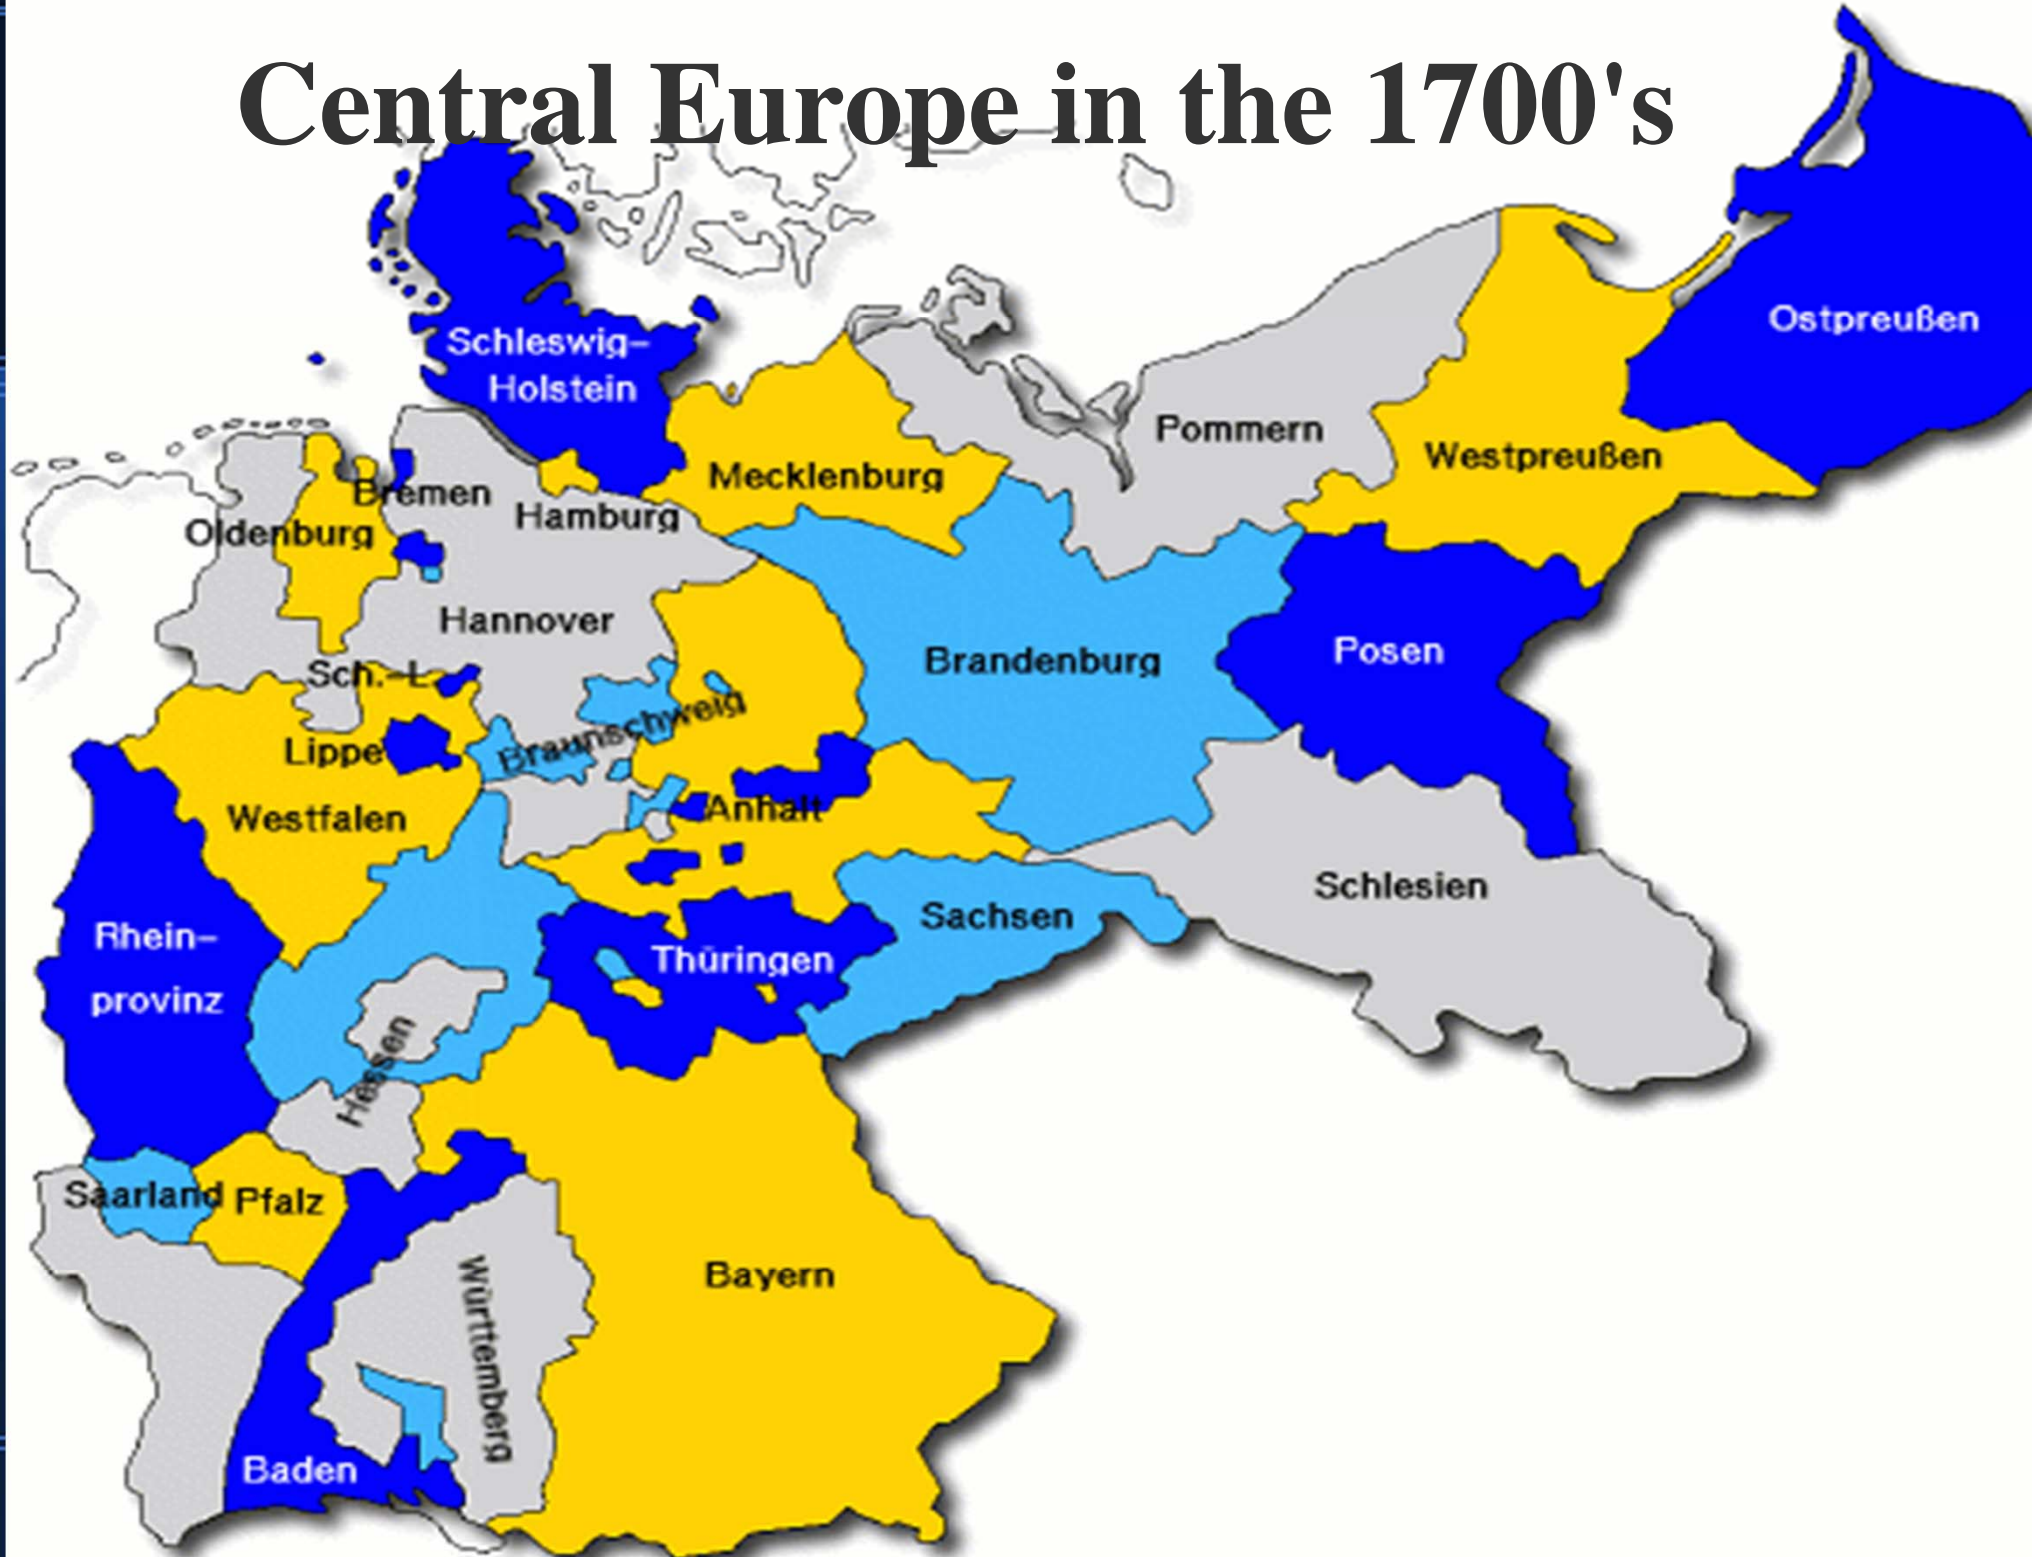 Central Europe in the 1700's
Schleswig-
Holstein
Ostpreußen
Pommern
Westpreußen
Mecklenburg
Bremen
Hamburg
Oldenburg
Hannover
Posen
Brandenburg
Sch.-L.
Braunschweig
Lippe
Westfalen
Anhalt
Schlesien
Sachsen
Rhein-
provinz
Thüringen
Hessen
Saarland
Pfalz
Bayern
Württemberg
Baden